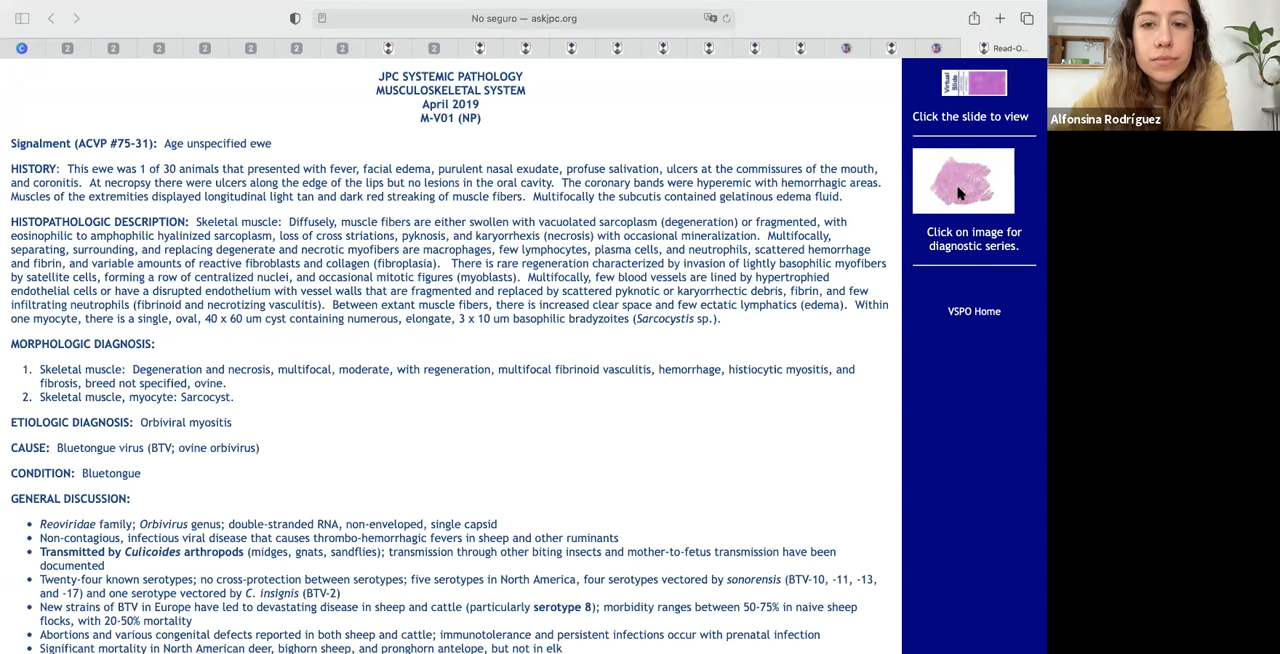 No seguro — askjpc.org
C 2 2 2 2 2 2 2 2 Read-O...
JPC SYSTEMIC PATHOLOGY
MUSCULOSKELETAL SYSTEM
April 2019
M-V01 (NP)
Signalment (ACVP #75-31): Age unspecified ewe
HISTORY: This ewe was 1 of 30 animals that presented with fever, facial edema, purulent nasal exudate, profuse salivation, ulcers at the commissures of the mouth,
and coronitis. At necropsy there were ulcers along the edge of the lips but no lesions in the oral cavity. The coronary bands were hyperemic with hemorrhagic areas.
Muscles of the extremities displayed longitudinal light tan and dark red streaking of muscle fibers. Multifocally the subcutis contained gelatinous edema fluid.
HISTOPATHOLOGIC DESCRIPTION: Skeletal muscle: Diffusely, muscle fibers are either swollen with vacuolated sarcoplasm (degeneration) or fragmented, with
eosinophilic to amphophilic hyalinized sarcoplasm, loss of cross striations, pyknosis, and karyorrhexis (necrosis) with occasional mineralization. Multifocally,
separating, surrounding, and replacing degenerate and necrotic myofibers are macrophages, few lymphocytes, plasma cells, and neutrophils, scattered hemorrhage
and fibrin, and variable amounts of reactive fibroblasts and collagen (fibroplasia). There is rare regeneration characterized by invasion of lightly basophilic myofibers
by satellite cells, forming a row of centralized nuclei, and occasional mitotic figures (myoblasts). Multifocally, few blood vessels are lined by hypertrophied
endothelial cells or have a disrupted endothelium with vessel walls that are fragmented and replaced by scattered pyknotic or karyorrhectic debris, fibrin, and few
infiltrating neutrophils (fibrinoid and necrotizing vasculitis). Between extant muscle fibers, there is increased clear space and few ectatic lymphatics (edema). Within
one myocyte, there is a single, oval, 40 x 60 um cyst containing numerous, elongate, 3 x 10 um basophilic bradyzoites (Sarcocystis sp.).
MORPHOLOGIC DIAGNOSIS:
1. Skeletal muscle: Degeneration and necrosis, multifocal, moderate, with regeneration, multifocal fibrinoid vasculitis, hemorrhage, histiocytic myositis, and
fibrosis, breed not specified, ovine.
2. Skeletal muscle, myocyte: Sarcocyst.
ETIOLOGIC DIAGNOSIS: Orbiviral myositis
CAUSE: Bluetongue virus (BTV; ovine orbivirus)
CONDITION: Bluetongue
GENERAL DISCUSSION:
• Reoviridae family; Orbivirus genus; double-stranded RNA, non-enveloped, single capsid
• Non-contagious, infectious viral disease that causes thrombo-hemorrhagic fevers in sheep and other ruminants
• Transmitted by Culicoides arthropods (midges, gnats, sandflies); transmission through other biting insects and mother-to-fetus transmission have been
documented
• Twenty-four known serotypes; no cross-protection between serotypes; five serotypes in North America, four serotypes vectored by sonorensis (BTV-10, -11, -13,
and -17) and one serotype vectored by C. insignis (BTV-2)
• New strains of BTV in Europe have led to devastating disease in sheep and cattle (particularly serotype 8); morbidity ranges between 50-75% in naive sheep
flocks, with 20-50% mortality
• Abortions and various congenital defects reported in both sheep and cattle; immunotolerance and persistent infections occur with prenatal infection
• Significant mortality in North American deer, bighorn sheep, and pronghorn antelope, but not in elk
Virtual
Slide
Click the slide to view
Click on image for
diagnostic series.
VSPO Home
Alfonsina Rodríguez